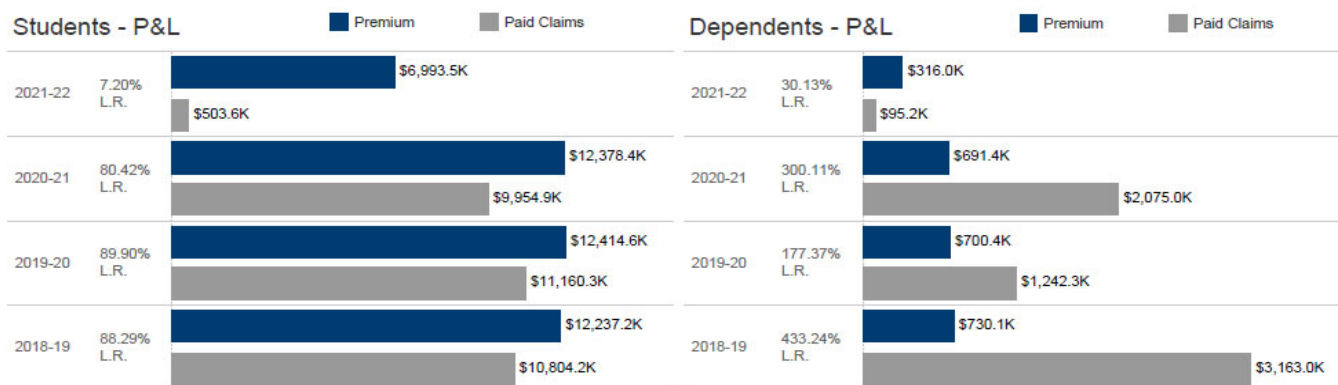 Students - P&L
Premium
Paid Claims
2021-22
7.20%
L.R.
$6,993.5K
$503.6K
2020-21
80.42%
L.R.
$12,378.4K
$9,954.9K
2019-20
89.90%
L.R.
$12,414.6K
$11,160.3K
2018-19
88.29%
L.R.
$12,237.2K
$10,804.2K
Dependents - P&L
Premium
Paid Claims
2021-22
30.13%
L.R.
$316.0K
$95.2K
2020-21
300.11%
L.R.
$691.4K
$2,075.0K
2019-20
177.37%
L.R.
$700.4K
$1,242.3K
2018-19
433.24%
L.R.
$730.1K
$3,163.0K